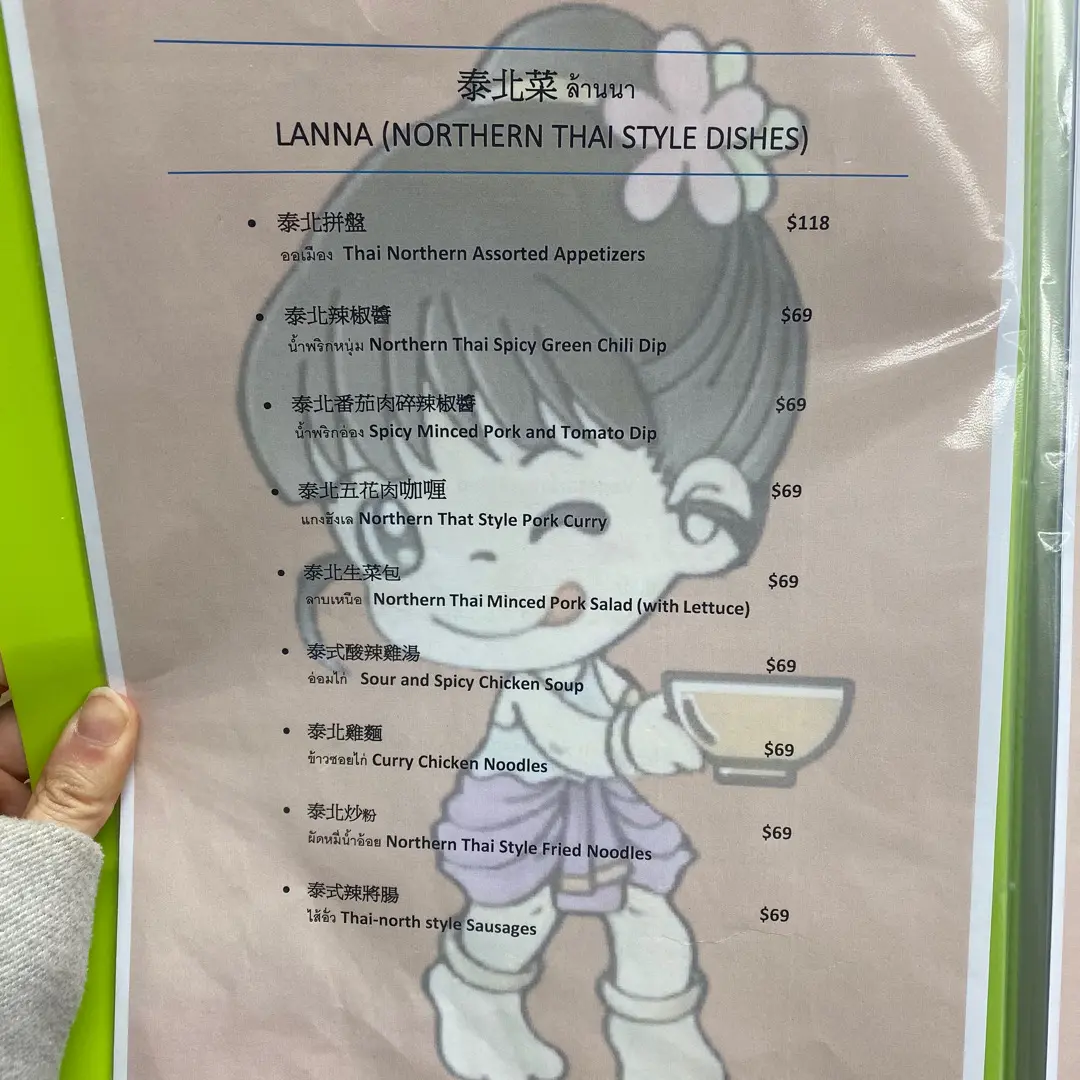 泰北菜 ล้านนา
LANNA (NORTHERN THAI STYLE DISHES)
• 泰北拼盤 $118
ออเมือง Thai Northern Assorted Appetizers
• 泰北辣椒醬 $69
น้ำพริกหนุ่ม Northern Thai Spicy Green Chili Dip
• 泰北番茄肉碎辣椒醬 $69
น้ำพริกอ่อง Spicy Minced Pork and Tomato Dip
• 泰北五花肉咖喱 $69
แกงฮังเล Northern That Style Pork Curry
• 泰北生菜包 $69
ลาบเหนือ Northern Thai Minced Pork Salad (with Lettuce)
• 泰式酸辣雞湯 $69
อ่อมไก่ Sour and Spicy Chicken Soup
• 泰北雞麵 $69
ข้าวซอยไก่ Curry Chicken Noodles
• 泰北炒粉 $69
ผัดหมี่น้ำอ้อย Northern Thai Style Fried Noodles
• 泰式辣將腸 $69
ไส้อั่ว Thai-north style Sausages